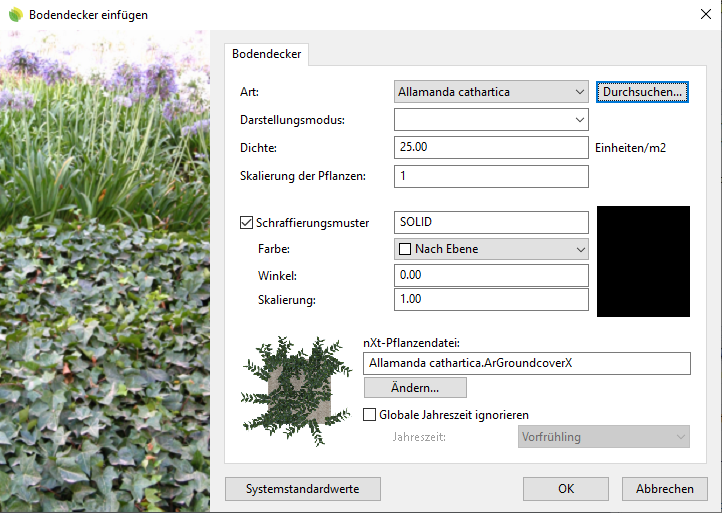 Bodendecker einfügen
Bodendecker
Art: Allamanda cathartica Durchsuchen...
Darstellungsmodus:
Dichte: 25.00 Einheiten/m2
Skalierung der Pflanzen: 1
Schraffierungsmuster SOLID
Farbe: Nach Ebene
Winkel: 0.00
Skalierung: 1.00
nXt-Pflanzendatei:
Allamanda cathartica.ArGroundcoverX
Ändern...
Globale Jahreszeit ignorieren
Jahreszeit: Vorfrühling
Systemstandardwerte OK Abbrechen